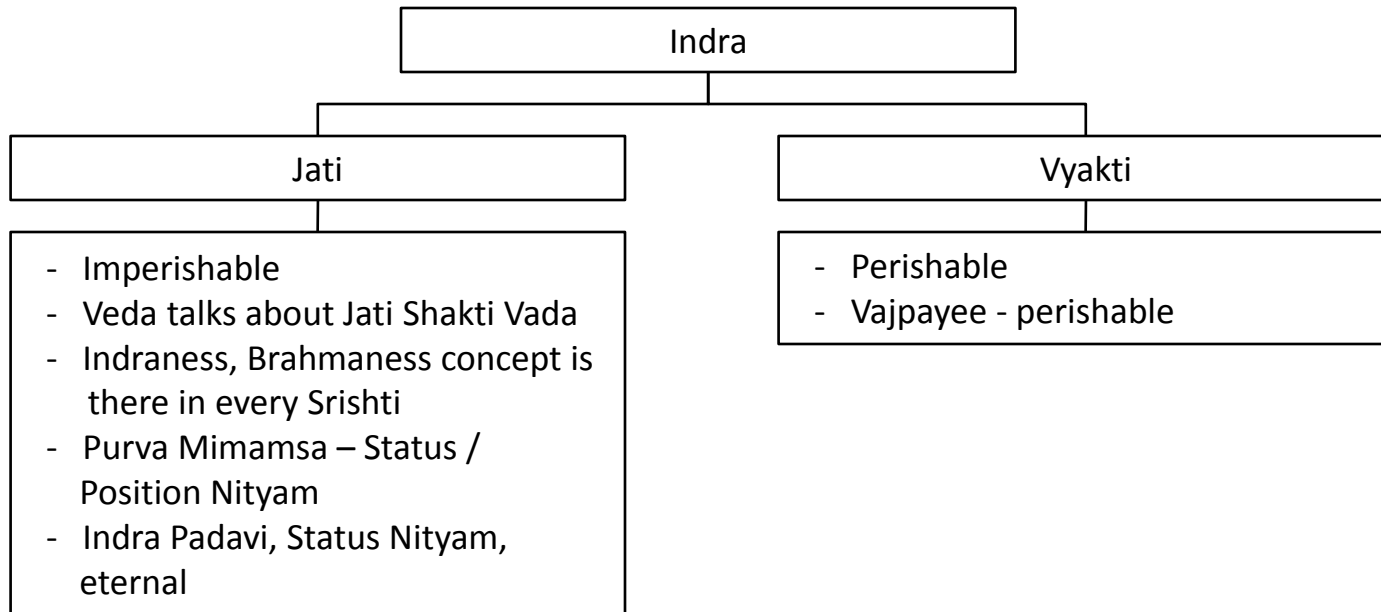 Indra
Jati
Vyakti
- Imperishable
- Veda talks about Jati Shakti Vada
- Indraness, Brahmaness concept is
there in every Srishti
- Purva Mimamsa – Status /
Position Nityam
- Indra Padavi, Status Nityam,
eternal
- Perishable
- Vajpayee - perishable